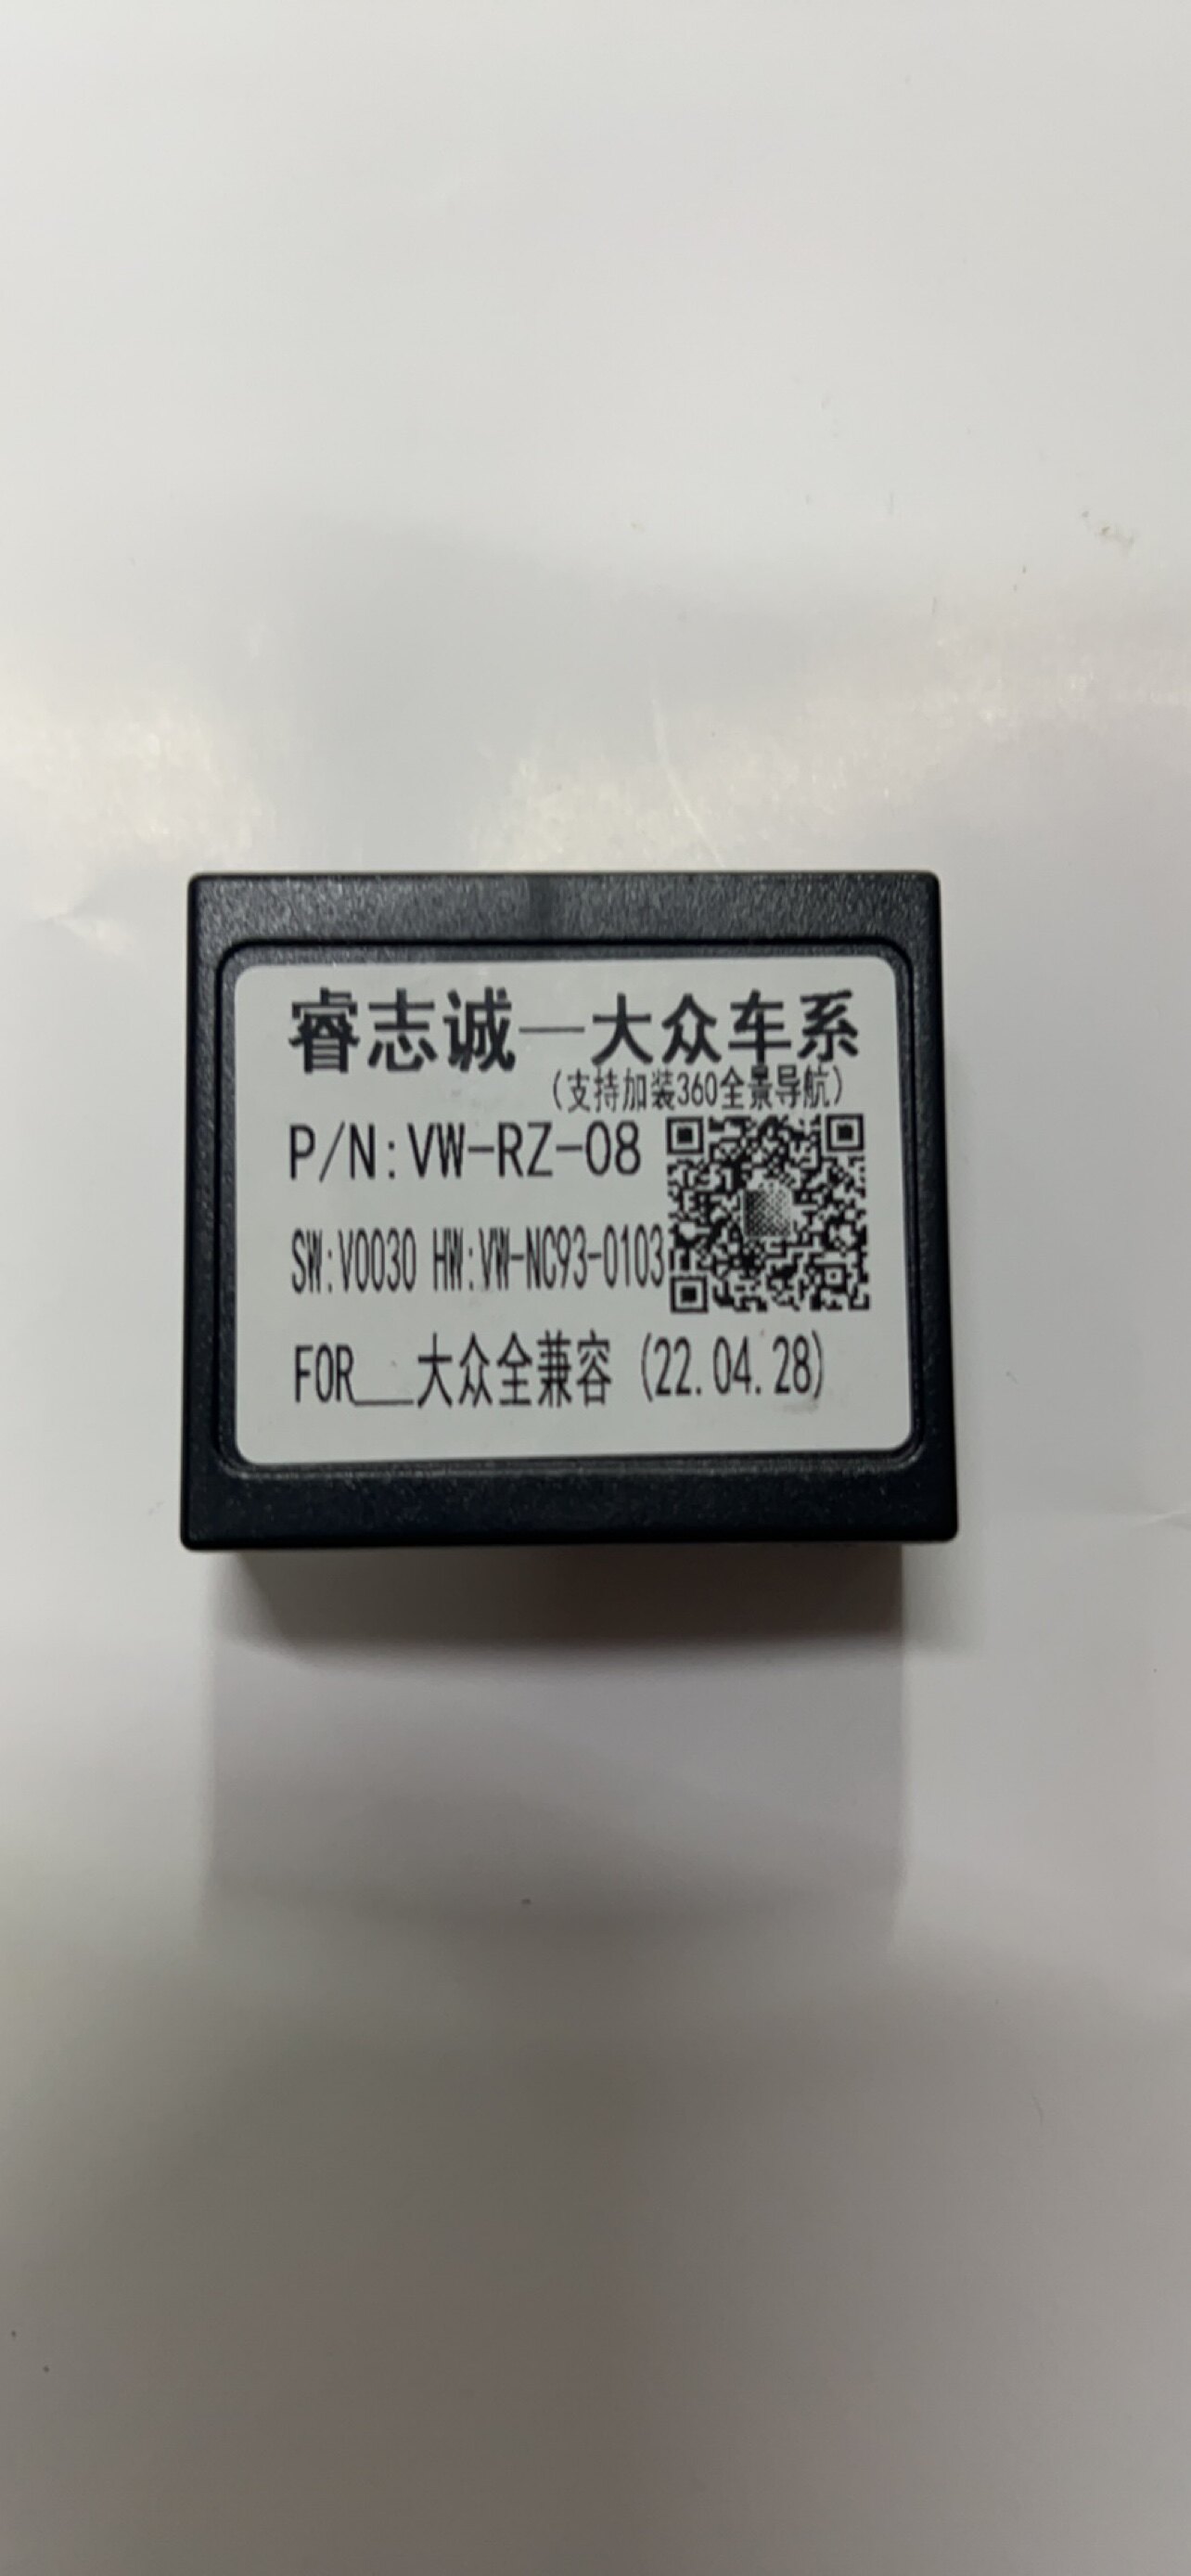 睿志诚—大众车系
(支持加装360全景导航)
P/N:VW-RZ-08
SW:V0030 HW:VW-NC93-0103
FOR__大众全兼容 (22.04.28)